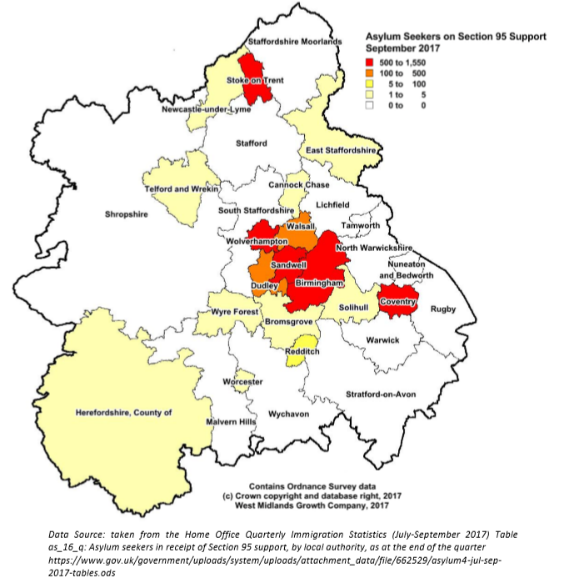 Staffordshire Moorlands
Asylum Seekers on Section 95 Support
September 2017
500 to 1,550
100 to 500
5 to 100
1 to 5
0 to 0
Stoke on Trent
Newcastle-under-Lyme
Stafford
East Staffordshire
Telford and Wrekin
Cannock Chase
Lichfield
Shropshire
South Staffordshire
Tamworth
Walsall
Wolverhampton
North Warwickshire
Sandwell
Nuneaton
and Bedworth
Dudley
Birmingham
Coventry
Solihull
Rugby
Wyre Forest
Bromsgrove
Warwick
Redditch
Worcester
Stratford-on-Avon
Herefordshire, County of
Wychavon
Malvern Hills
Contains Ordnance Survey data
(c) Crown copyright and database right, 2017
West Midlands Growth Company, 2017
Data Source: taken from the Home Office Quarterly Immigration Statistics (July-September 2017) Table
as_16_q: Asylum seekers in receipt of Section 95 support, by local authority, as at the end of the quarter
https://www.gov.uk/government/uploads/system/uploads/attachment_data/file/662529/asylum4-jul-sep-
2017-tables.ods